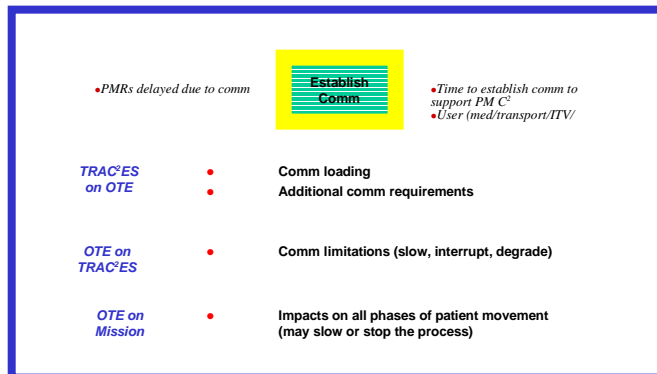 Establish
Comm
•PMRs delayed due to comm
•Time to establish comm to
support PM C²
•User (med/transport/ITV/
TRAC²ES
on OTE
• Comm loading
• Additional comm requirements
OTE on
TRAC²ES
• Comm limitations (slow, interrupt, degrade)
OTE on
Mission
• Impacts on all phases of patient movement
(may slow or stop the process)